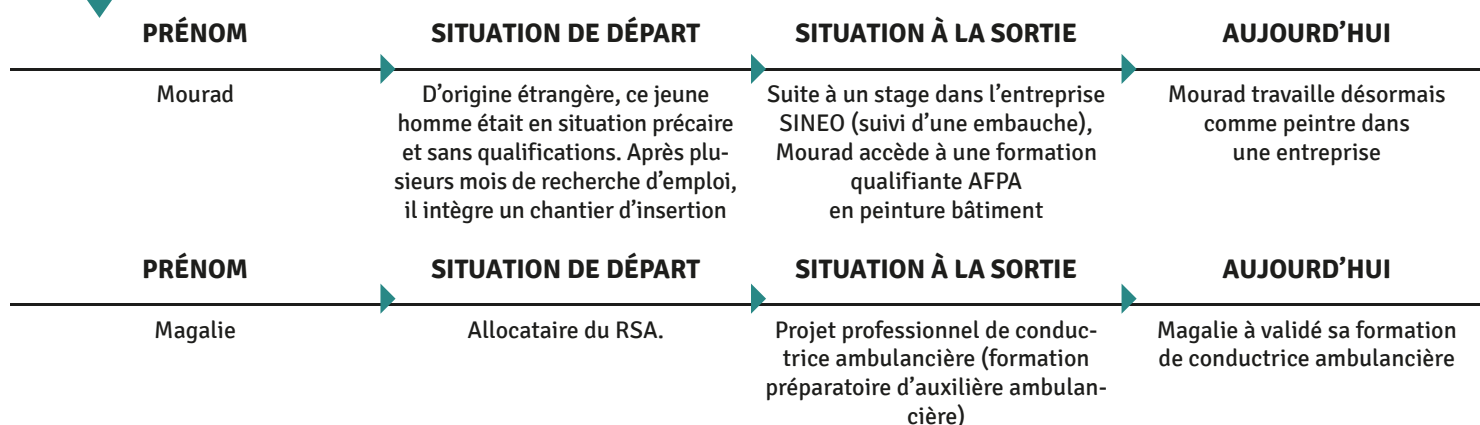 PRÉNOM
SITUATION DE DÉPART
SITUATION À LA SORTIE
AUJOURD'HUI
Mourad
D'origine étrangère, ce jeune
homme était en situation précaire
et sans qualifications. Après plu-
sieurs mois de recherche d'emploi,
il intègre un chantier d'insertion
Suite à un stage dans l'entreprise
SINEO (suivi d'une embauche),
Mourad accède à une formation
qualifiante AFPA
en peinture bâtiment
Mourad travaille désormais
comme peintre dans
une entreprise
PRÉNOM
SITUATION DE DÉPART
SITUATION À LA SORTIE
AUJOURD'HUI
Magalie
Allocataire du RSA.
Projet professionnel de conduc-
trice ambulancière (formation
préparatoire d'auxilière ambulan-
cière)
Magalie à validé sa formation
de conductrice ambulancière